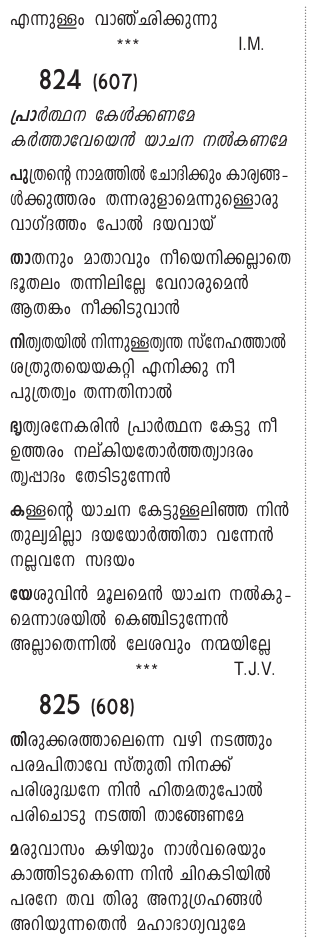 എന്നുള്ളം വാഞ്ഛിക്കുന്നു
*** I.M.
824 (607)
പ്രാർത്ഥന കേൾക്കണമേ
കർത്താവേയെൻ യാചന നൽകണമേ
പുത്രന്റെ നാമത്തിൽ ചോദിക്കും കാര്യങ്ങ-
ൾക്കുത്തരം തന്നരുളാമെന്നുള്ളൊരു
വാഗ്ദത്തം പോൽ ദയവായ്
താതനും മാതാവും നീയെനിക്കല്ലാതെ
ഭൂതലം തന്നിലില്ലേ വേറാരുമെൻ
ആതങ്കം നീക്കിടുവാൻ
നിത്യതയിൽ നിന്നുള്ളത്യന്ത സ്നേഹത്താൽ
ശത്രുതയെയകറ്റി എനിക്കു നീ
പുത്രത്വം തന്നതിനാൽ
ഭൃത്യരനേകരിൻ പ്രാർത്ഥന കേട്ടു നീ
ഉത്തരം നല്കിയതോർത്തത്യാദരം
തൃപ്പാദം തേടിടുന്നേൻ
കള്ളന്റെ യാചന കേട്ടുള്ളലിഞ്ഞ നിൻ
തുല്യമില്ലാ ദയയോർത്തിതാ വന്നേൻ
നല്ലവനേ സദയം
യേശുവിൻ മൂലമെൻ യാചന നൽകു-
മെന്നാശയിൽ കെഞ്ചിടുന്നേൻ
അല്ലാതെന്നിൽ ലേശവും നന്മയില്ലേ
*** T.J.V.
825 (608)
തിരുക്കരത്താലെന്നെ വഴി നടത്തും
പരമപിതാവേ സ്തുതി നിനക്ക്
പരിശുദ്ധനേ നിൻ ഹിതമതുപോൽ
പരിചൊടു നടത്തി താങ്ങേണമേ
മരുവാസം കഴിയും നാൾവരെയും
കാത്തിടുകെന്നെ നിൻ ചിറകടിയിൽ
പരനേ തവ തിരു അനുഗ്രഹങ്ങൾ
അറിയുന്നതെൻ മഹാഭാഗ്യവുമേ